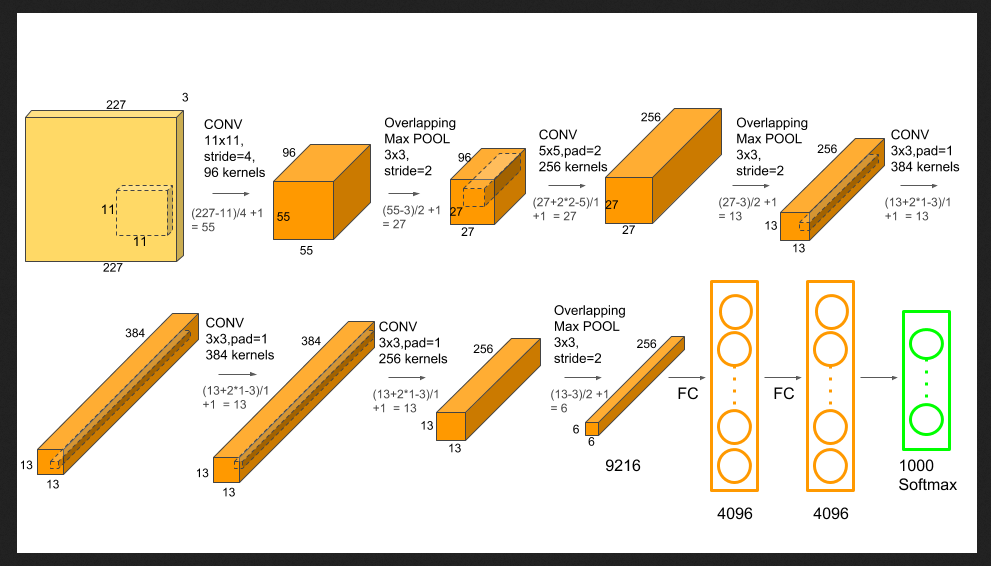 227
3
11
11
227
CONV
11x11,
stride=4,
96 kernels
(227-11)/4 +1
= 55
96
55
55
Overlapping
Max POOL
3x3,
stride=2
(55-3)/2 +1
= 27
96
27
27
CONV
5x5,pad=2
256 kernels
(27+2*2-5)/1
+1 = 27
256
27
27
Overlapping
Max POOL
3x3,
stride=2
(27-3)/2 +1
= 13
256
13
13
CONV
3x3,pad=1
384 kernels
(13+2*1-3)/1
+1 = 13
384
13
13
CONV
3x3,pad=1
384 kernels
(13+2*1-3)/1
+1 = 13
384
13
13
CONV
3x3,pad=1
256 kernels
(13+2*1-3)/1
+1 = 13
256
13
13
Overlapping
Max POOL
3x3,
stride=2
(13-3)/2 +1
= 6
256
6
6
9216
FC
4096
FC
4096
1000
Softmax